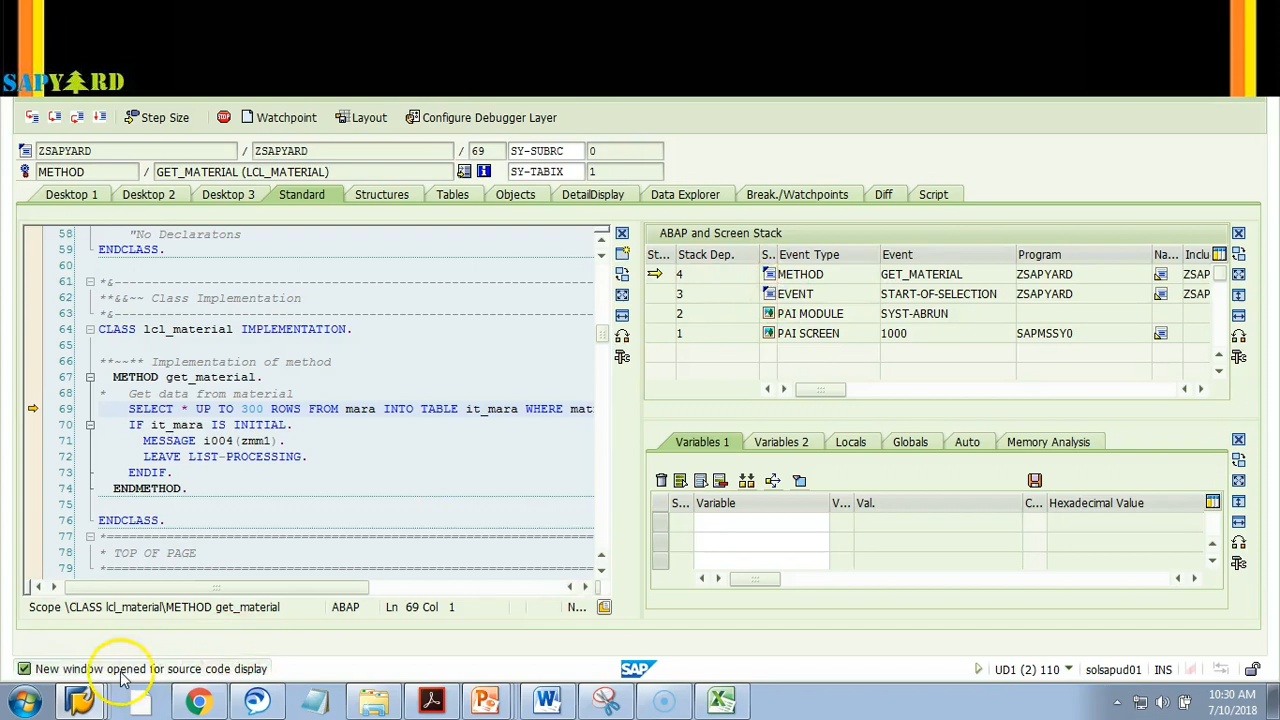 SAPYARD
Step Size Watchpoint Layout Configure Debugger Layer
ZSAPYARD / ZSAPYARD / 69 SY-SUBRC 0
METHOD / GET_MATERIAL (LCL_MATERIAL) SY-TABIX 1
Desktop 1 Desktop 2 Desktop 3 Standard Structures Tables Objects DetailDisplay Data Explorer Break./Watchpoints Diff Script
58 "No Declaratons
59 ENDCLASS.
60
61 *&---------------------------------------------------------------------
62 **&&~~ Class Implementation
63 *&---------------------------------------------------------------------
64 CLASS lcl_material IMPLEMENTATION.
65
66 **~~** Implementation of method
67 METHOD get_material.
68 * Get data from material
69 SELECT * UP TO 300 ROWS FROM mara INTO TABLE it_mara WHERE mat
70 IF it_mara IS INITIAL.
71 MESSAGE i004(zmm1).
72 LEAVE LIST-PROCESSING.
73 ENDIF.
74 ENDMETHOD.
75
76 ENDCLASS.
77 *=====================================================================
78 * TOP OF PAGE
79 *=====================================================================
Scope \CLASS lcl_material\METHOD get_material ABAP Ln 69 Col 1 N...
ABAP and Screen Stack
St... Stack Dep. S.. Event Type Event Program Na... Inclu
4 METHOD GET_MATERIAL ZSAPYARD ZSAP
3 EVENT START-OF-SELECTION ZSAPYARD ZSAP
2 PAI MODULE SYST-ABRUN
1 PAI SCREEN 1000 SAPMSSY0
Variables 1 Variables 2 Locals Globals Auto Memory Analysis
S... Variable V... Val. C... Hexadecimal Value
New window opened for source code display
SAP
UD1 (2) 110 solsapud01 INS
10:30 AM
7/10/2018